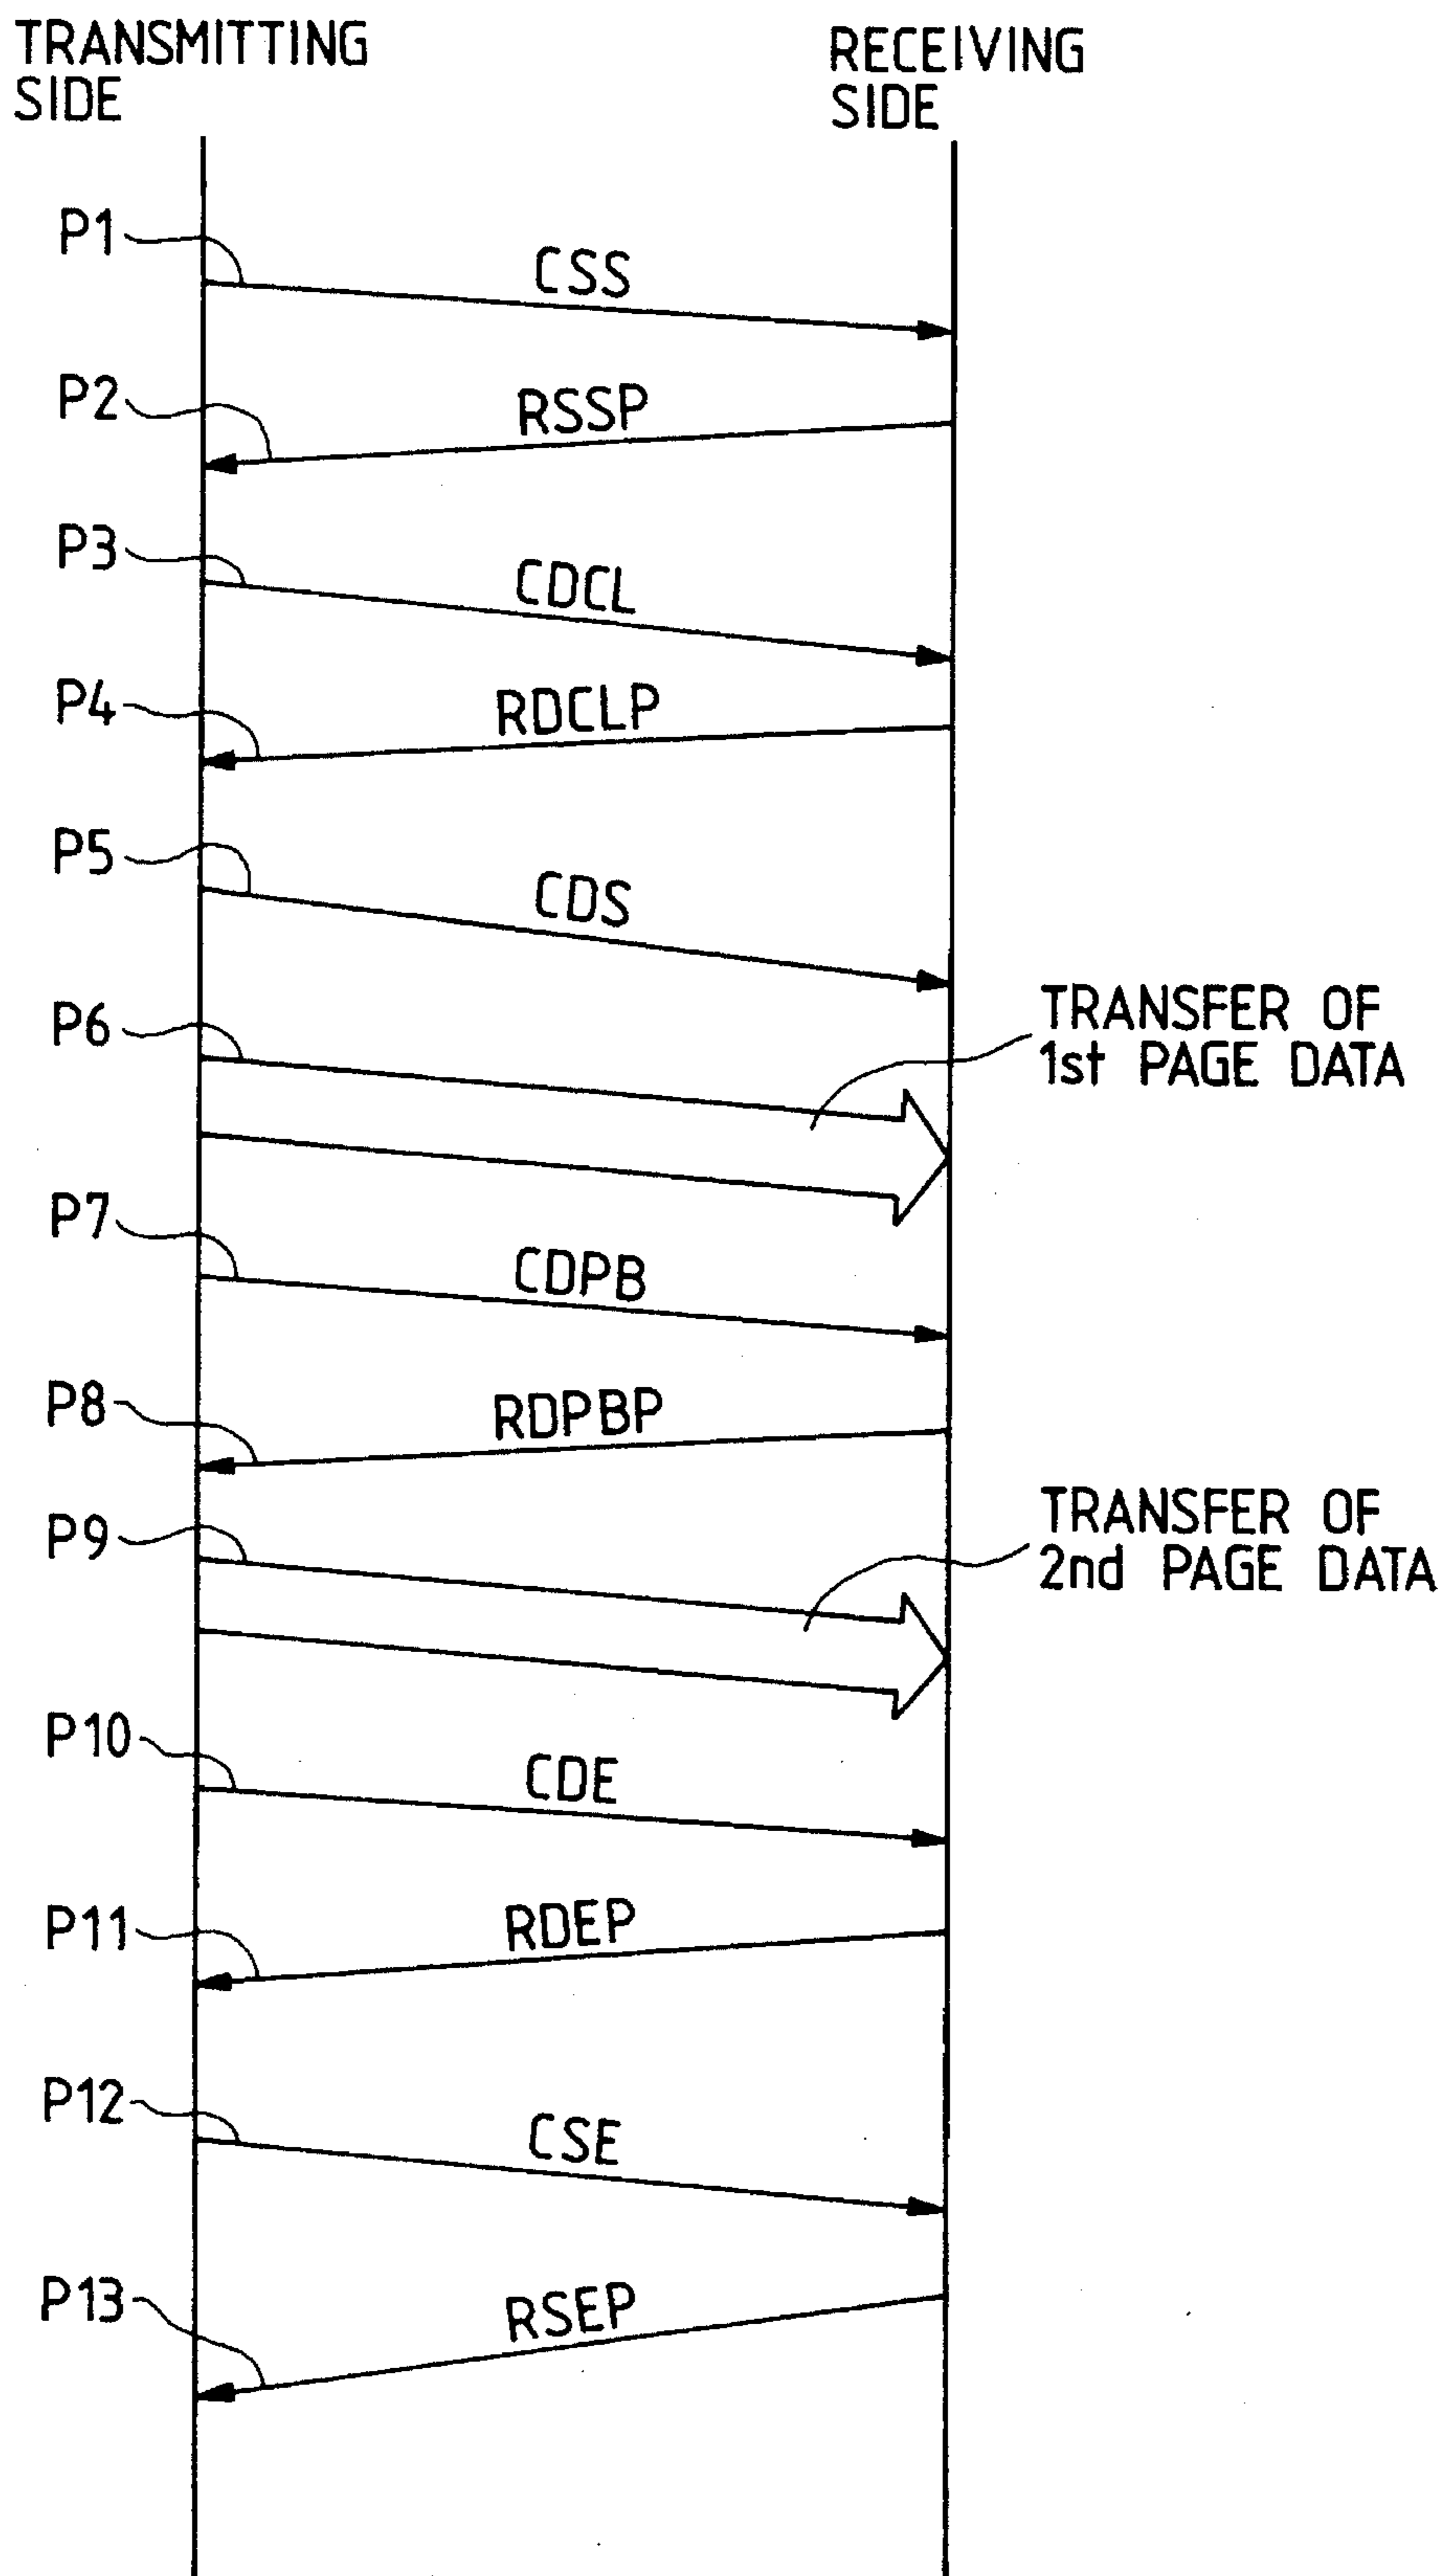 TRANSMITTING
SIDE
RECEIVING
SIDE
P1
CSS
P2
RSSP
P3
CDCL
P4
RDCLP
P5
CDS
P6
TRANSFER OF
1st PAGE DATA
P7
CDPB
P8
RDPBP
P9
TRANSFER OF
2nd PAGE DATA
P10
CDE
P11
RDEP
P12
CSE
P13
RSEP